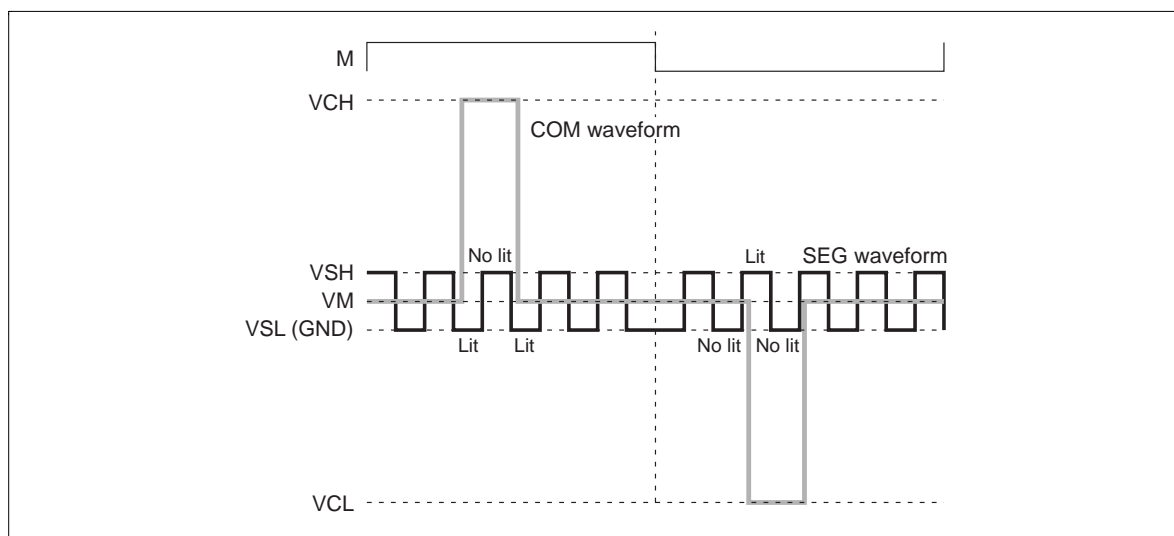 M
VCH
COM waveform
No lit
Lit
SEG waveform
VSH
VM
VSL (GND)
Lit
Lit
No lit
No lit
VCL